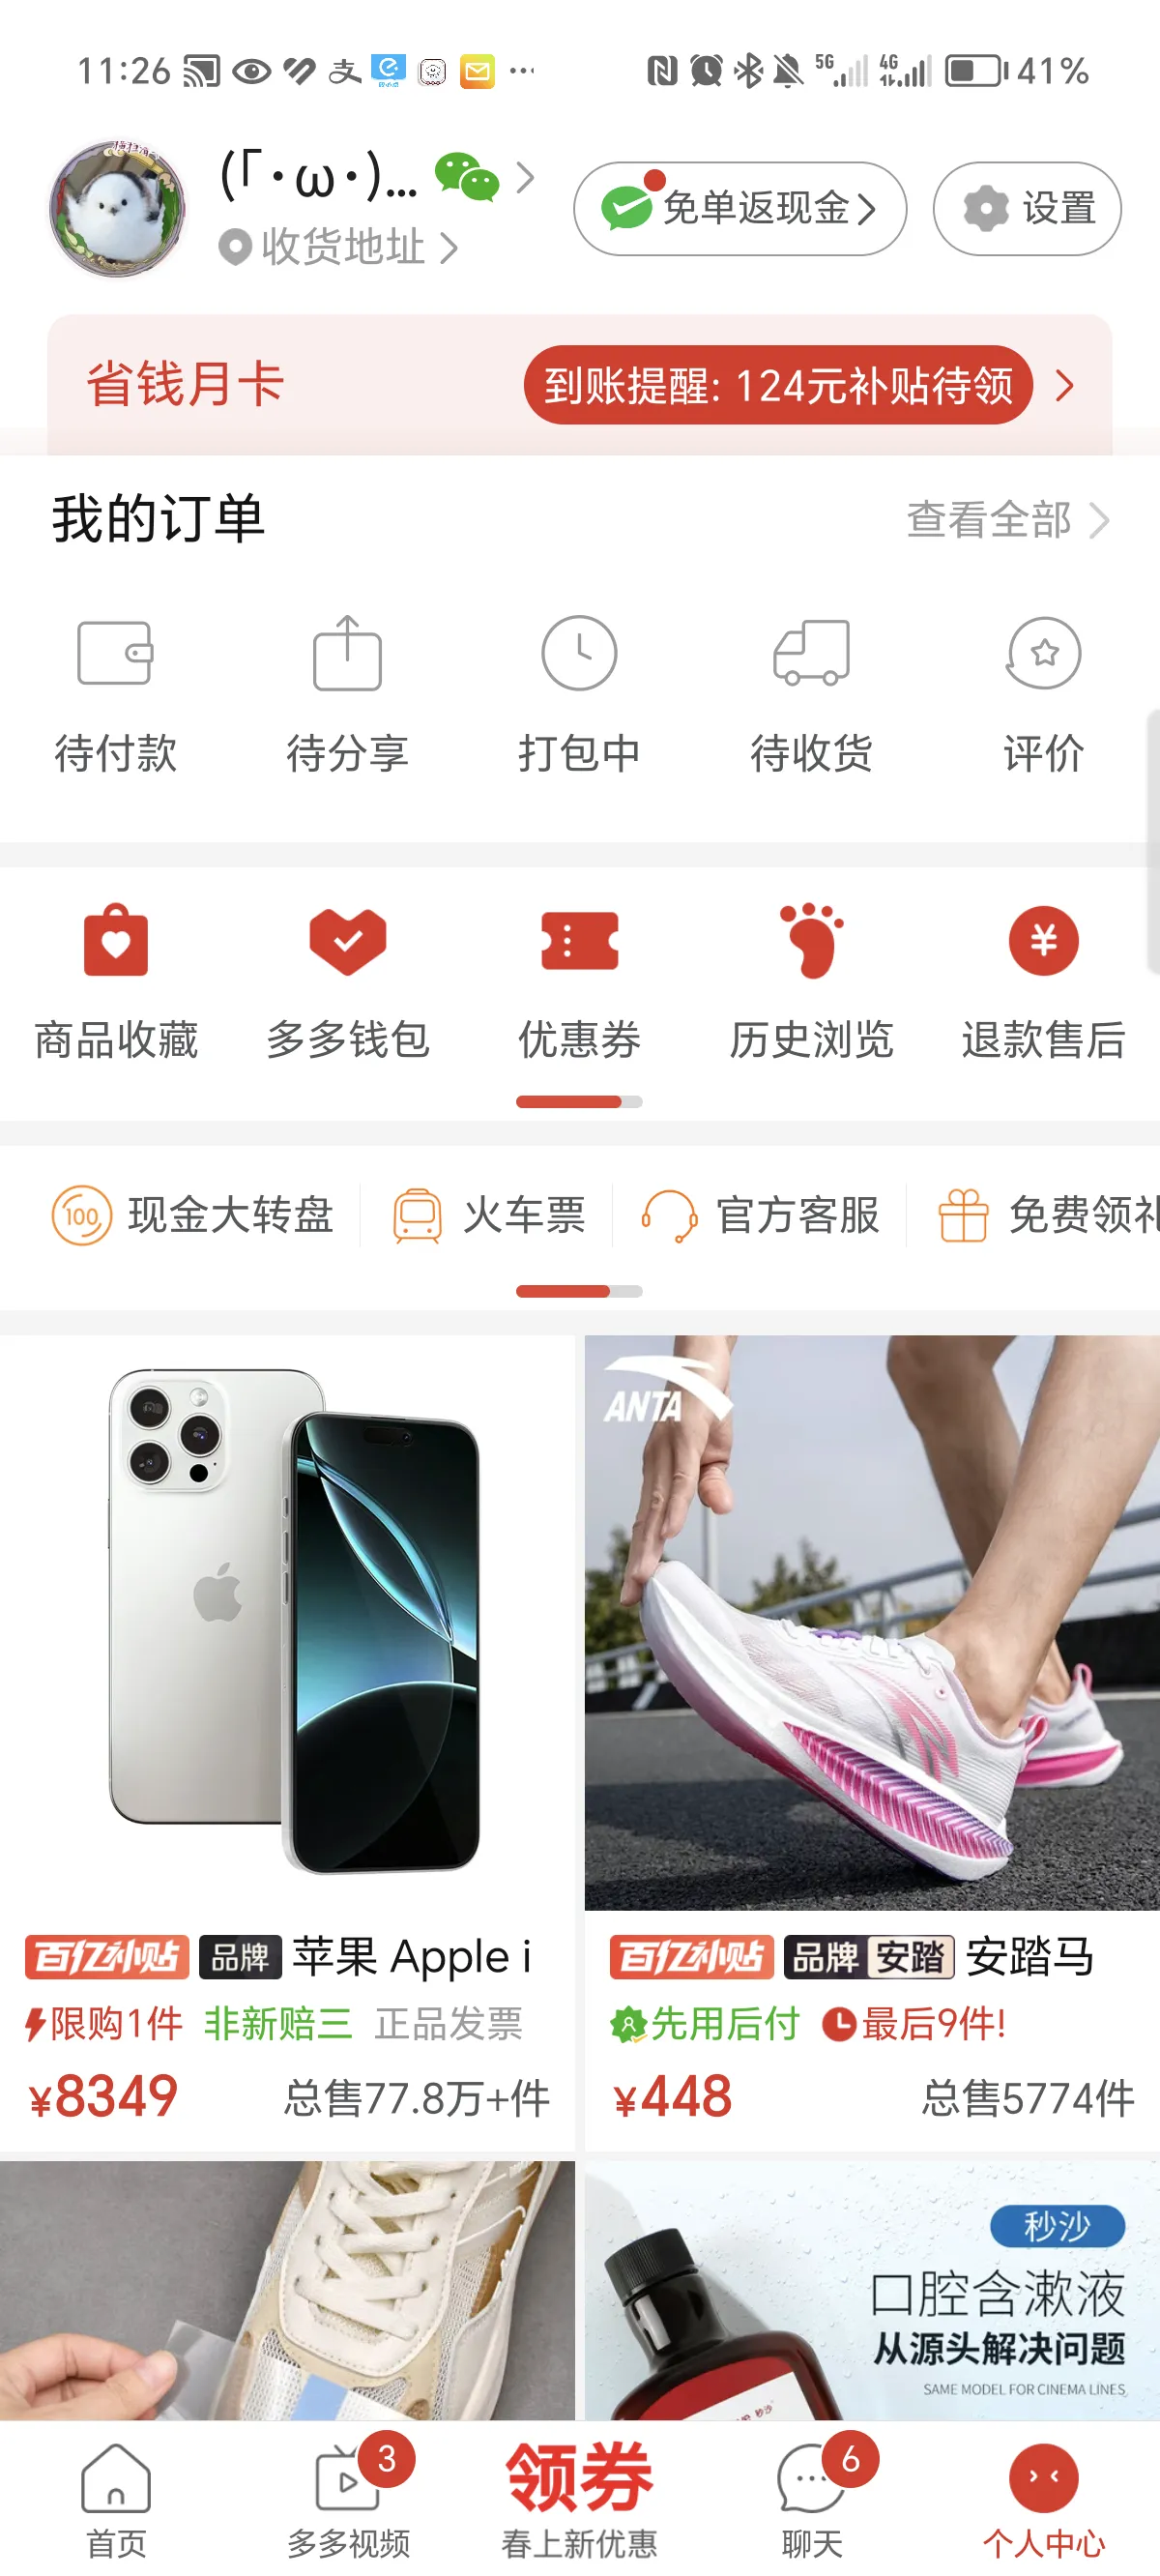 11:26
5G
4G
41%
(「·ω·)...
免单返现金
设置
收货地址
省钱月卡
到账提醒: 124元补贴待领
我的订单
查看全部
待付款
待分享
打包中
待收货
评价
商品收藏
多多钱包
优惠券
历史浏览
退款售后
100
现金大转盘
火车票
官方客服
免费领礼
ANTA
百亿补贴 品牌 苹果 Apple i
限购1件 非新赔三 正品发票
¥8349
总售77.8万+件
百亿补贴 品牌 安踏 安踏马
先用后付 最后9件!
¥448
总售5774件
秒沙
口腔含漱液
从源头解决问题
SAME MODEL FOR CINEMA LINES
首页
3
多多视频
领券
春上新优惠
6
聊天
个人中心